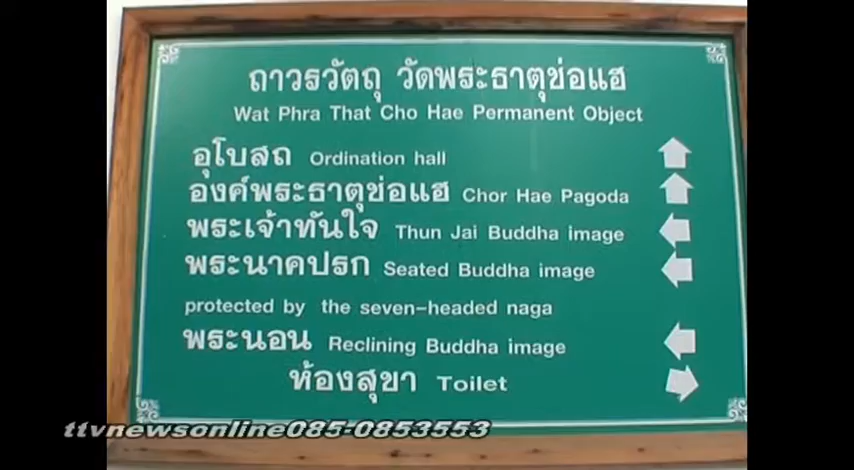 ถาวรวัตถุ วัดพระธาตุช่อแฮ
Wat Phra That Cho Hae Permanent Object
อุโบสถ Ordination hall
องค์พระธาตุช่อแฮ Chor Hae Pagoda
พระเจ้าทันใจ Thun Jai Buddha image
พระนาคปรก Seated Buddha image
protected by the seven-headed naga
พระนอน Reclining Buddha image
ห้องสุขา Toilet
ttvnewsonline085-0853553